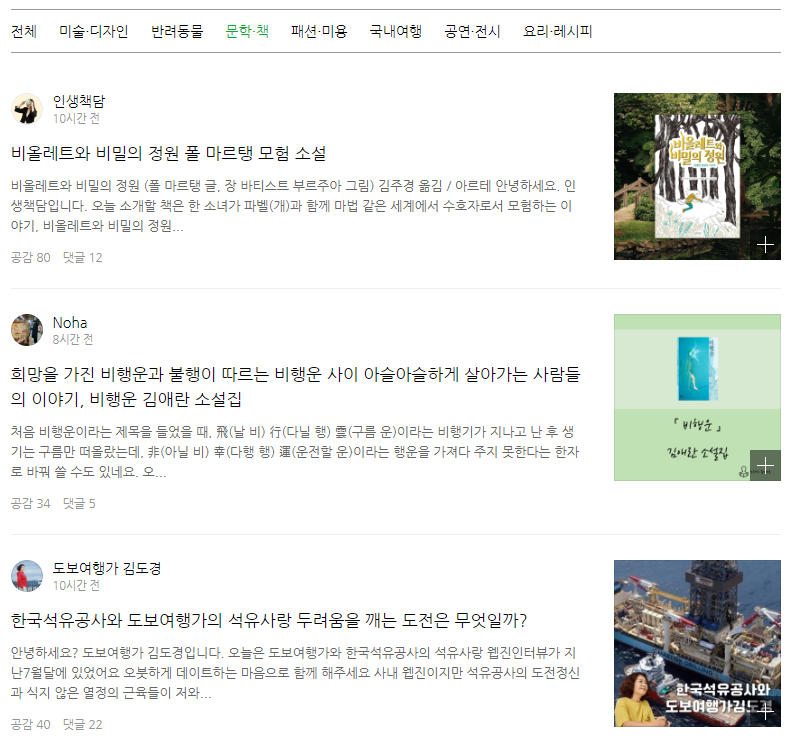 전체 미술·디자인 반려동물 문학·책 패션·미용 국내여행 공연·전시 요리·레시피
인생책담
10시간 전
비올레트와 비밀의 정원 폴 마르탱 모험 소설
비올레트와 비밀의 정원 (폴 마르탱 글, 장 바티스트 부르주아 그림) 김주경 옮김 / 아르테 안녕하세요. 인
생책담입니다. 오늘 소개할 책은 한 소녀가 파벨(개)과 함께 마법 같은 세계에서 수호자로서 모험하는 이
야기, 비올레트와 비밀의 정원...
공감 80 댓글 12
비올레트와
비밀의 정원
Noha
8시간 전
희망을 가진 비행운과 불행이 따르는 비행운 사이 아슬아슬하게 살아가는 사람들
의 이야기, 비행운 김애란 소설집
처음 비행운이라는 제목을 들었을 때, 飛(날 비) 行(다닐 행) 雲(구름 운)이라는 비행기가 지나고 난 후 생
기는 구름만 떠올랐는데, 非(아닐 비) 幸(다행 행) 運(운전할 운)이라는 행운을 가져다 주지 못한다는 한자
로 바꿔 쓸 수도 있네요. 오...
공감 34 댓글 5
「비행운」
김애란 소설집
도보여행가 김도경
10시간 전
한국석유공사와 도보여행가의 석유사랑 두려움을 깨는 도전은 무엇일까?
안녕하세요? 도보여행가 김도경입니다. 오늘은 도보여행가와 한국석유공사의 석유사랑 웹진인터뷰가 지
난7월달에 있었어요 오붓하게 데이트하는 마음으로 함께 해주세요 사내 웹진이지만 석유공사의 도전정신
과 식지 않은 열정의 근육들이 저와...
공감 40 댓글 22
한국석유공사와
도보여행가김도경